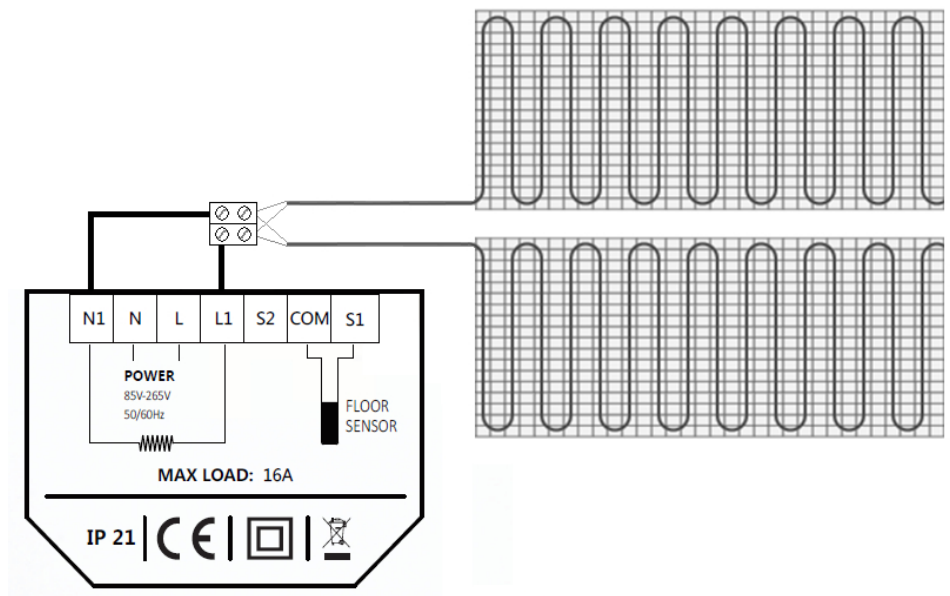 N1 N L L1 S2 COM S1
POWER
85V-265V
50/60Hz
FLOOR
SENSOR
MAX LOAD: 16A
IP 21 CE